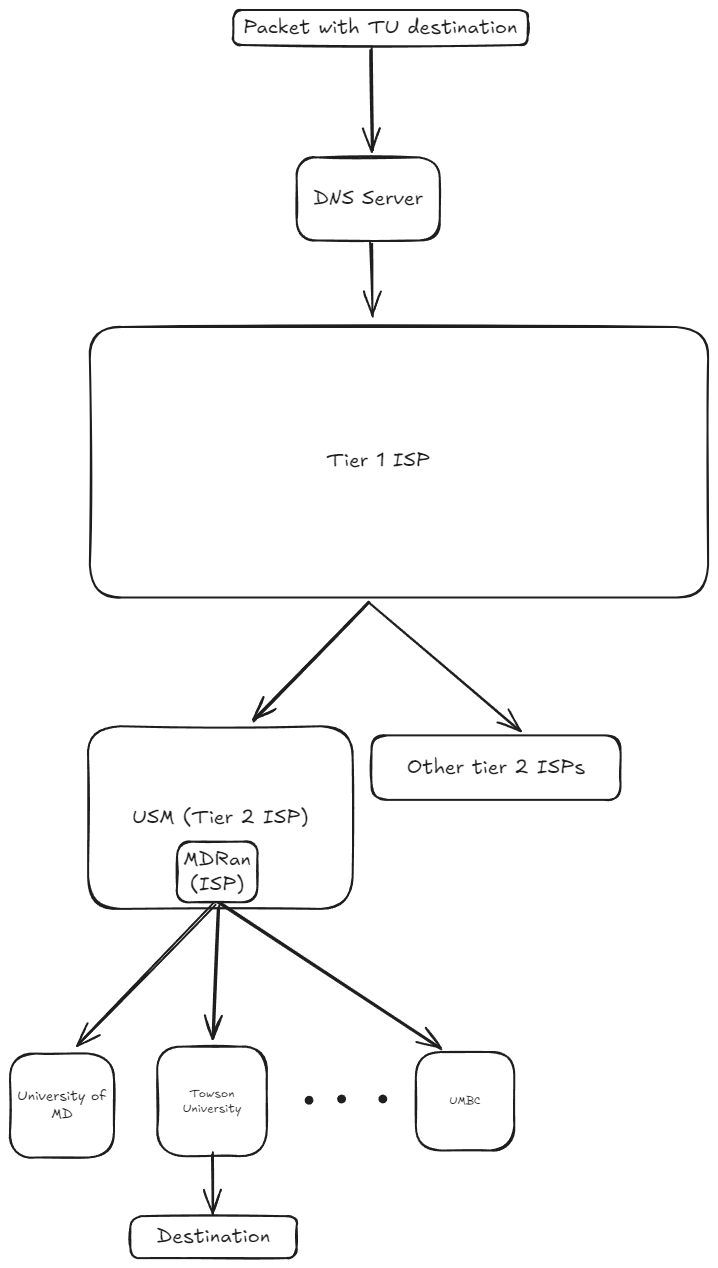 Packet with TU destination
DNS Server
Tier 1 ISP
Other tier 2 ISPs
USM (Tier 2 ISP)
MDRan
(ISP)
University of
MD
Towson
University
UMBC
Destination